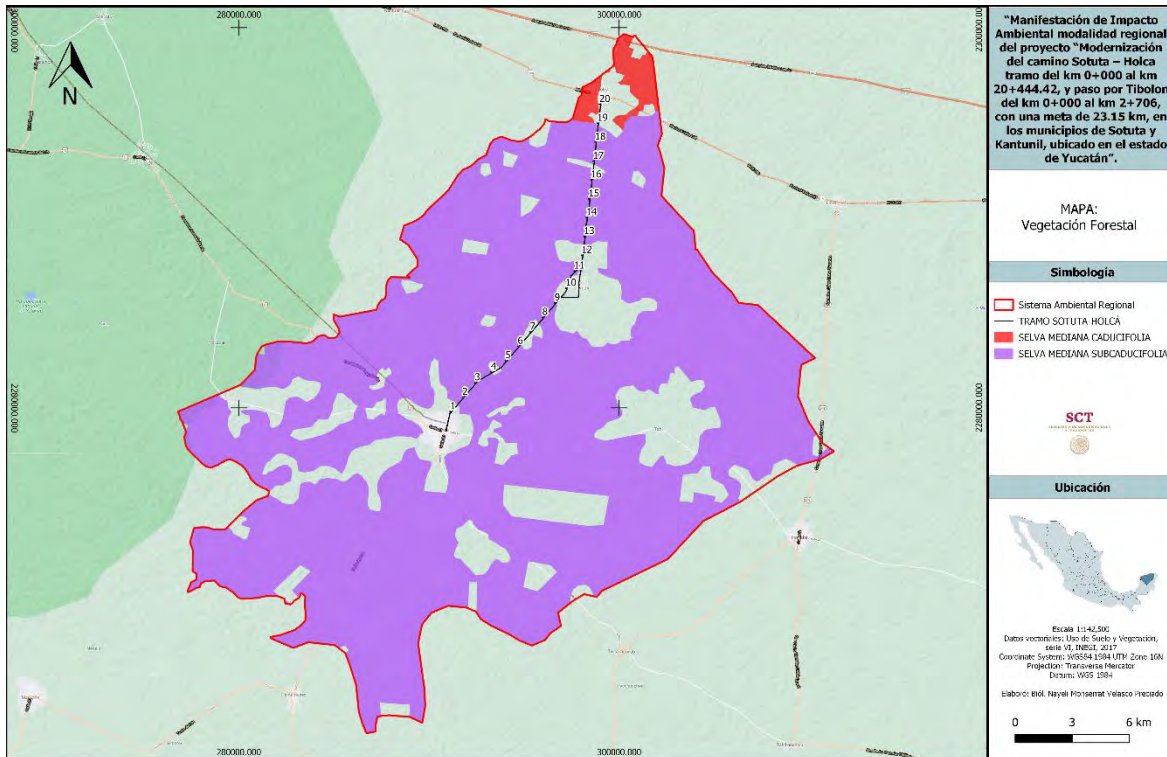 280000.000
300000.000
2300000.000
2300000.000
N
20
19
18
17
16
15
14
13
12
11
10
9
8
7
6
5
4
3
2
1
2280000.000
2280000.000
280000.000
300000.000
"Manifestación de Impacto
Ambiental modalidad regional
del proyecto "Modernización
del camino Sotuta – Holca
tramo del km 0+000 al km
20+444.42, y paso por Tibolon
del km 0+000 al km 2+706,
con una meta de 23.15 km, en
los municipios de Sotuta y
Kantunil, ubicado en el estado
de Yucatán".
MAPA:
Vegetación Forestal
Simbología
Sistema Ambiental Regional
TRAMO SOTUTA-HOLCÁ
SELVA MEDIANA CADUCIFOLIA
SELVA MEDIANA SUBCADUCIFOLIA
SCT
Ubicación
Escala 1:142,500
Datos vectoriales: Uso de Suelo y Vegetación,
serie VI, INEGI, 2017
Coordinate System: WGS84 1984 UTM Zone 16N
Projection: Transverse Mercator
Datum: WGS 1984
Elaboró: Biól. Nayeli Monserrat Velasco Preciado
0 3 6 km